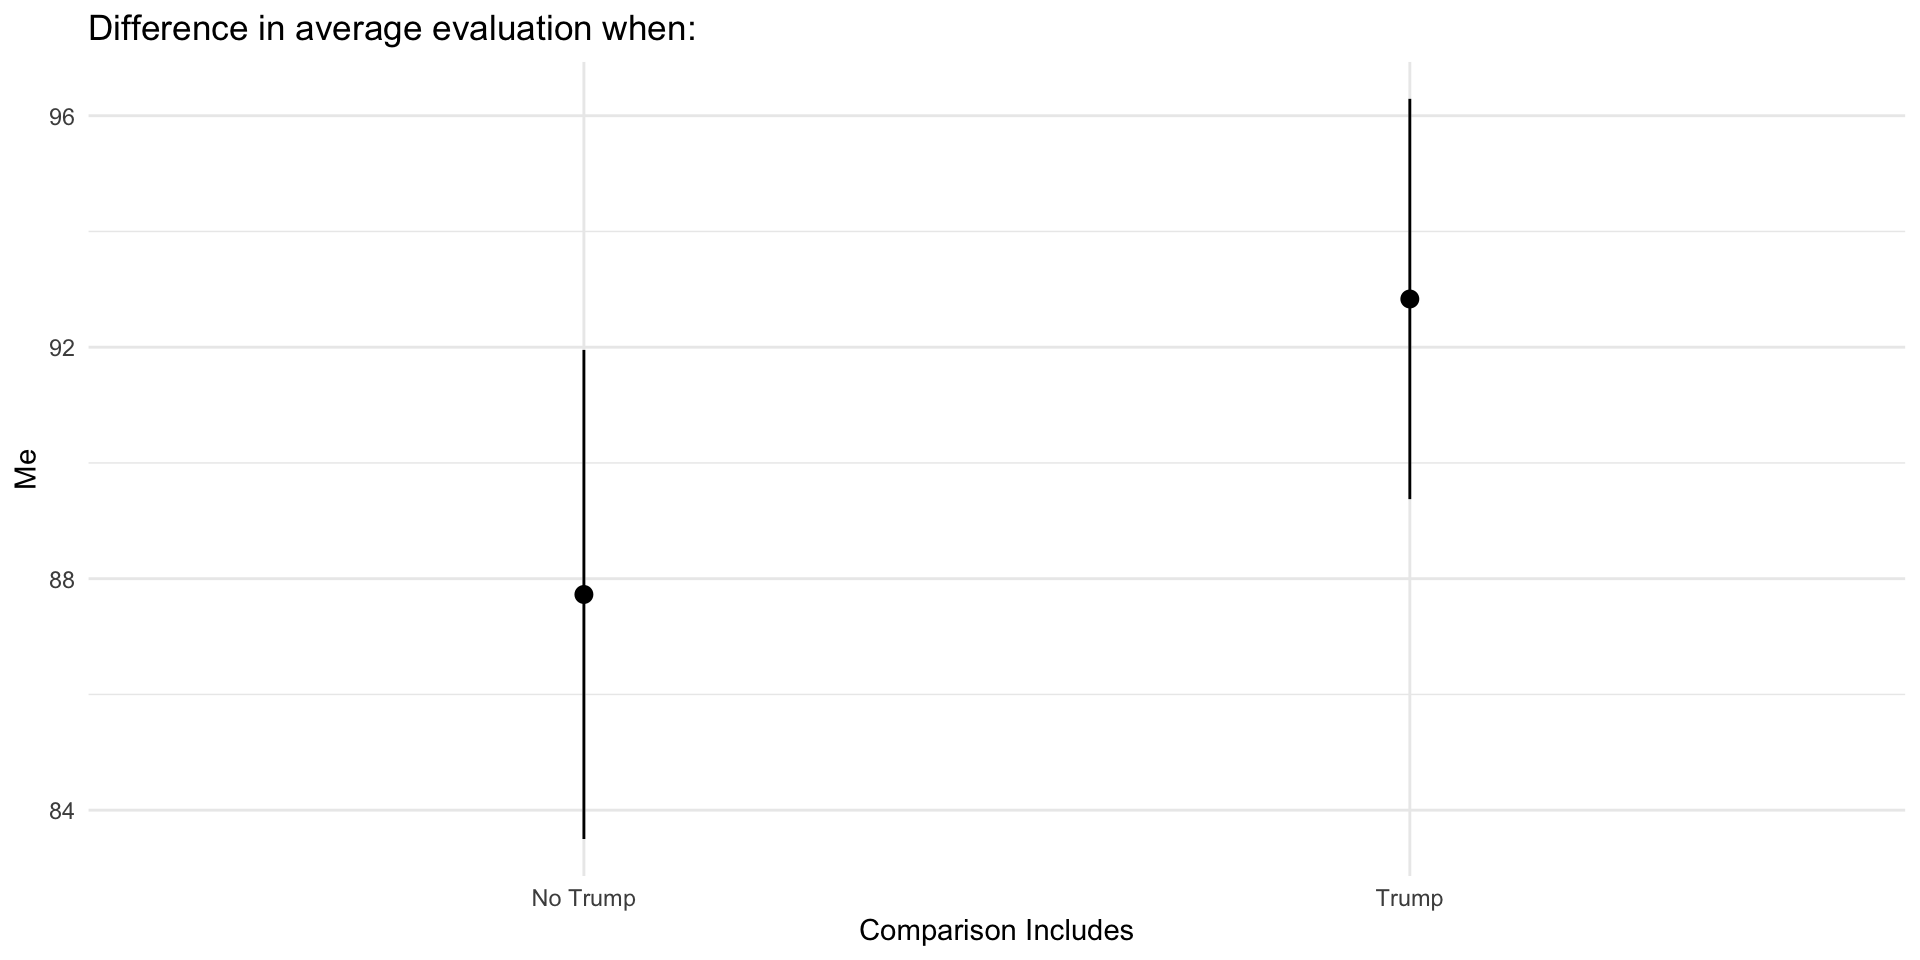 Difference in average evaluation when:
96
92
88
84
Me
No Trump
Trump
Comparison Includes